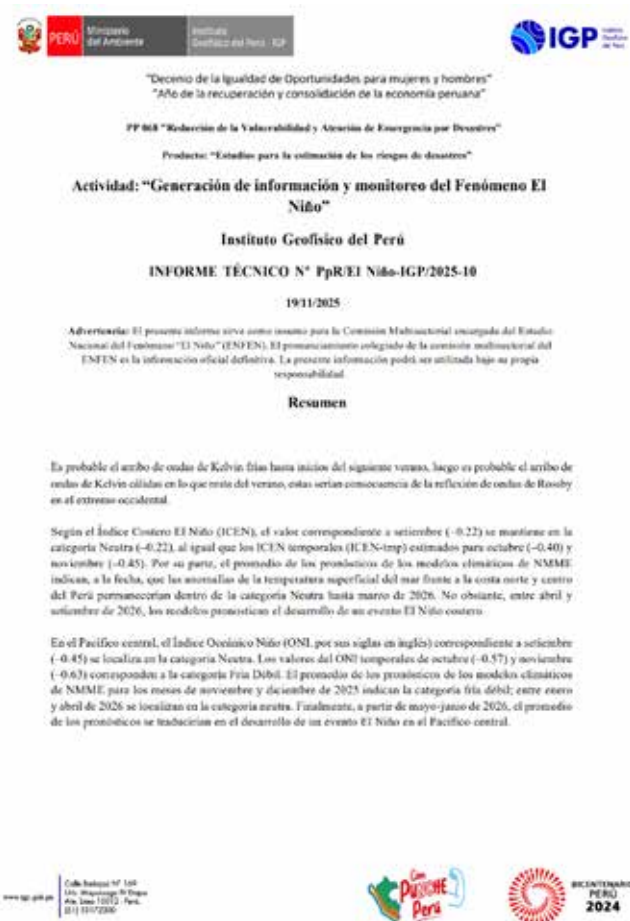 PERÚ
Ministerio
del Ambiente
Instituto
Geofísico del Perú - IGP
IGP
Instituto
Geofísico
del Perú
"Decenio de la Igualdad de Oportunidades para mujeres y hombres"
"Año de la recuperación y consolidación de la economía peruana"
PP 068 "Reducción de la Vulnerabilidad y Atención de Emergencia por Desastres"
Producto: "Estudios para la estimación de los riesgos de desastres"
Actividad: "Generación de información y monitoreo del Fenómeno El
Niño"
Instituto Geofísico del Perú
INFORME TÉCNICO Nº PpR/El Niño-IGP/2025-10
19/11/2025
Advertencia: El presente informe sirve como insumo para la Comisión Multisectorial encargada del Estudio
Nacional del Fenómeno "El Niño" (ENFEN). El pronunciamiento colegiado de la comisión multisectorial del
ENFEN es la información oficial definitiva. La presente información podrá ser utilizada bajo su propia
responsabilidad.
Resumen
Es probable el arribo de ondas de Kelvin frías hasta inicios del siguiente verano, luego es probable el arribo de
ondas de Kelvin cálidas en lo que resta del verano, estas serían consecuencia de la reflexión de ondas de Rossby
en el extremo occidental.
Según el Índice Costero El Niño (ICEN), el valor correspondiente a setiembre (−0.22) se mantiene en la
categoría Neutra (−0.22), al igual que los ICEN temporales (ICEN-tmp) estimados para octubre (−0.40) y
noviembre (−0.45). Por su parte, el promedio de los pronósticos de los modelos climáticos de NMME
indican, a la fecha, que las anomalías de la temperatura superficial del mar frente a la costa norte y centro
del Perú permanecerían dentro de la categoría Neutra hasta marzo de 2026. No obstante, entre abril y
setiembre de 2026, los modelos pronostican el desarrollo de un evento El Niño costero.
En el Pacífico central, el Índice Oceánico Niño (ONI, por sus siglas en inglés) correspondiente a setiembre
(−0.45) se localiza en la categoría Neutra. Los valores del ONI temporales de octubre (−0.57) y noviembre
(−0.63) corresponden a la categoría Fría Débil. El promedio de los pronósticos de los modelos climáticos
de NMME para los meses de noviembre y diciembre de 2025 indican la categoría fría débil; entre enero
y abril de 2026 se localizan en la categoría neutra. Finalmente, a partir de mayo-junio de 2026, el promedio
de los pronósticos se traducirían en el desarrollo de un evento El Niño en el Pacífico central.
www.igp.gob.pe
Calle Badajoz Nº 169
Ate, Lima 15012 - Perú.
Con
PUNCHE
Perú
BICENTENARIO
PERÚ
2024